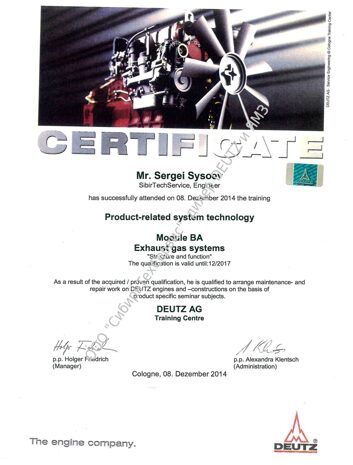 DEUTZ AG · Service Engineering @ Cologne Training Center
CERTIFICATE
Mr. Sergei Sysoev
SibirTechService, Engineer
has successfully attended on 08. Dezember 2014 the training
Product-related system technology
Module BA
Exhaust gas systems
"Structure and function"
The qualification is valid until:12/2017
As a result of the acquired / proven qualification, he is qualified to arrange maintenance- and
repair work on DEUTZ engines and –constructions on the basis of
product specific seminar subjects.
DEUTZ AG
Training Centre
p.p. Holger Friedrich
(Manager)
p.p. Alexandra Klentsch
(Administration)
Cologne, 08. Dezember 2014
The engine company.
DEUTZ